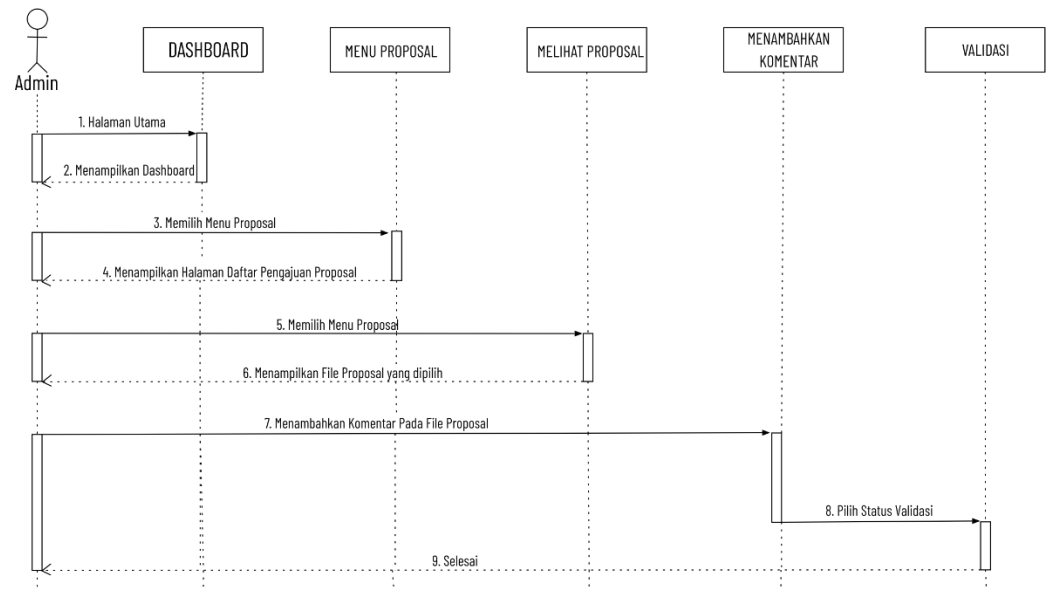 DASHBOARD
MENU PROPOSAL
MELIHAT PROPOSAL
MENAMBAHKAN
KOMENTAR
VALIDASI
Admin
1. Halaman Utama
2. Menampilkan Dashboard
3. Memilih Menu Proposal
4. Menampilkan Halaman Daftar Pengajuan Proposal
5. Memilih Menu Proposal
6. Menampilkan File Proposal yang dipilih
7. Menambahkan Komentar Pada File Proposal
8. Pilih Status Validasi
9. Selesai